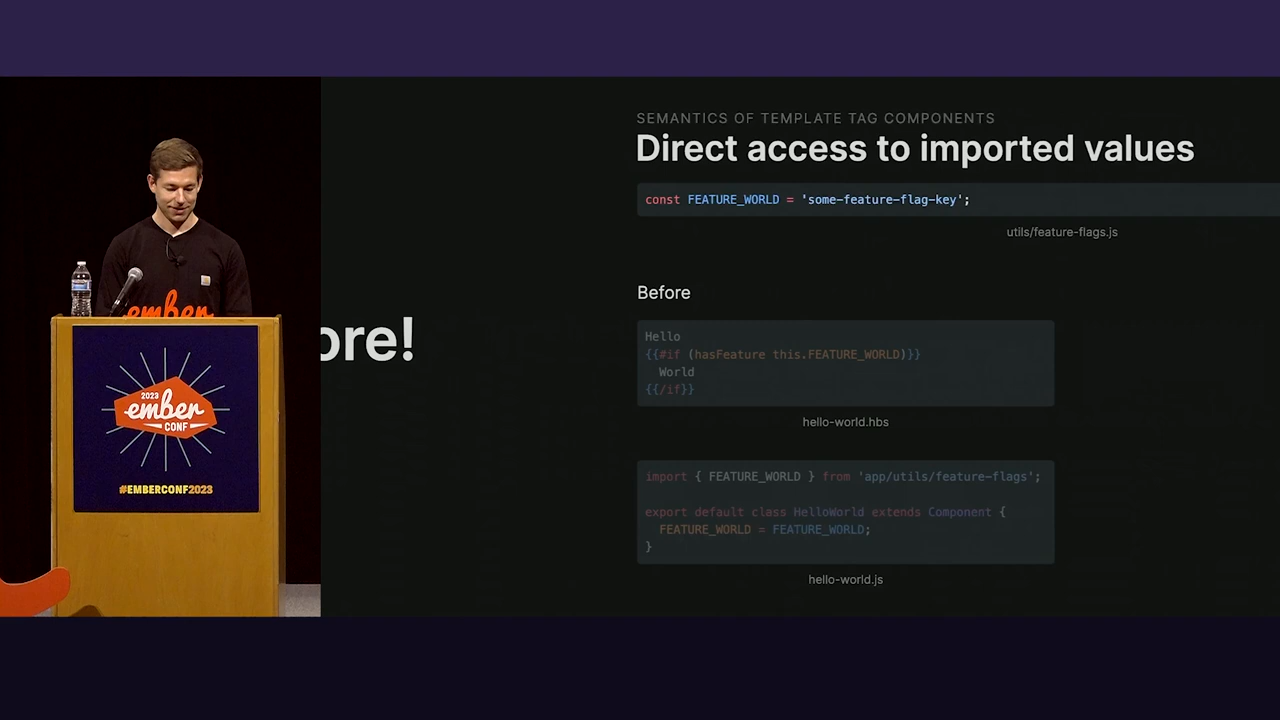 SEMANTICS OF TEMPLATE TAG COMPONENTS
Direct access to imported values
const FEATURE_WORLD = 'some-feature-flag-key';
utils/feature-flags.js
ore!
Before
Hello
{{#if (hasFeature this.FEATURE_WORLD)}}
World
{{/if}}
hello-world.hbs
import { FEATURE_WORLD } from 'app/utils/feature-flags';
export default class HelloWorld extends Component {
FEATURE_WORLD = FEATURE_WORLD;
}
hello-world.js
ember
2023
ember
CONF
#EMBERCONF2023